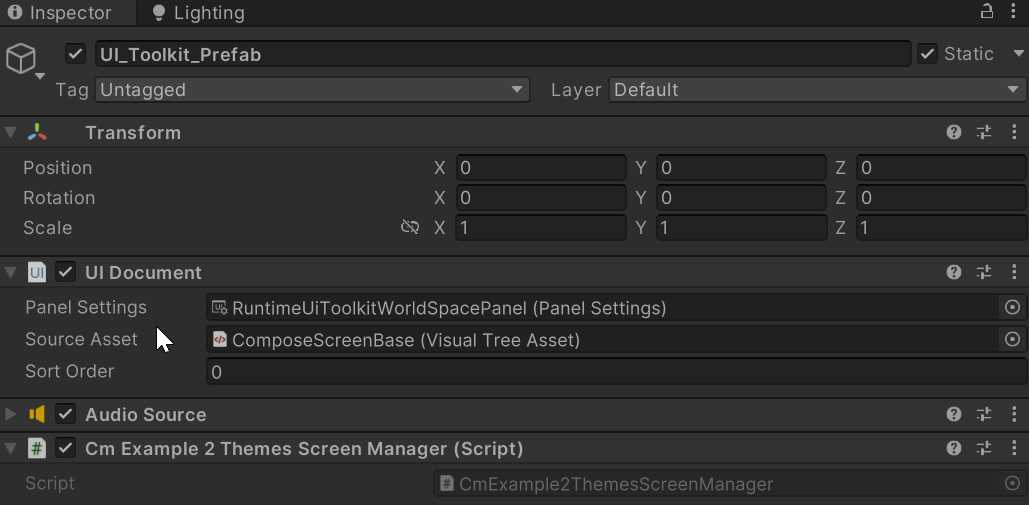 Inspector Lighting
UI_Toolkit_Prefab Static
Tag Untagged Layer Default
Transform
Position X 0 Y 0 Z 0
Rotation X 0 Y 0 Z 0
Scale X 1 Y 1 Z 1
UI Document
Panel Settings RuntimeUiToolkitWorldSpacePanel (Panel Settings)
Source Asset ComposeScreenBase (Visual Tree Asset)
Sort Order 0
Audio Source
# Cm Example 2 Themes Screen Manager (Script)
Script # CmExample2ThemesScreenManager